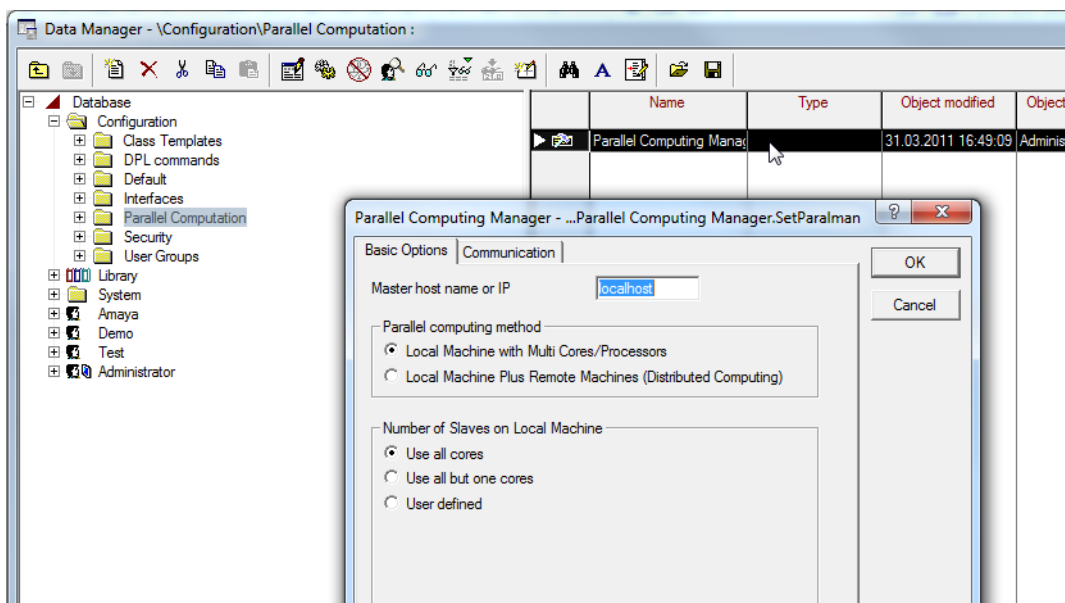 Data Manager - \Configuration\Parallel Computation :
Database
Configuration
Class Templates
DPL commands
Default
Interfaces
Parallel Computation
Security
User Groups
Library
System
Amaya
Demo
Test
Administrator
Name Type Object modified Object
Parallel Computing Manag 31.03.2011 16:49:09 Adminis
Parallel Computing Manager - ...Parallel Computing Manager.SetParalman
Basic Options Communication
OK
Cancel
Master host name or IP localhost
Parallel computing method
Local Machine with Multi Cores/Processors
Local Machine Plus Remote Machines (Distributed Computing)
Number of Slaves on Local Machine
Use all cores
Use all but one cores
User defined